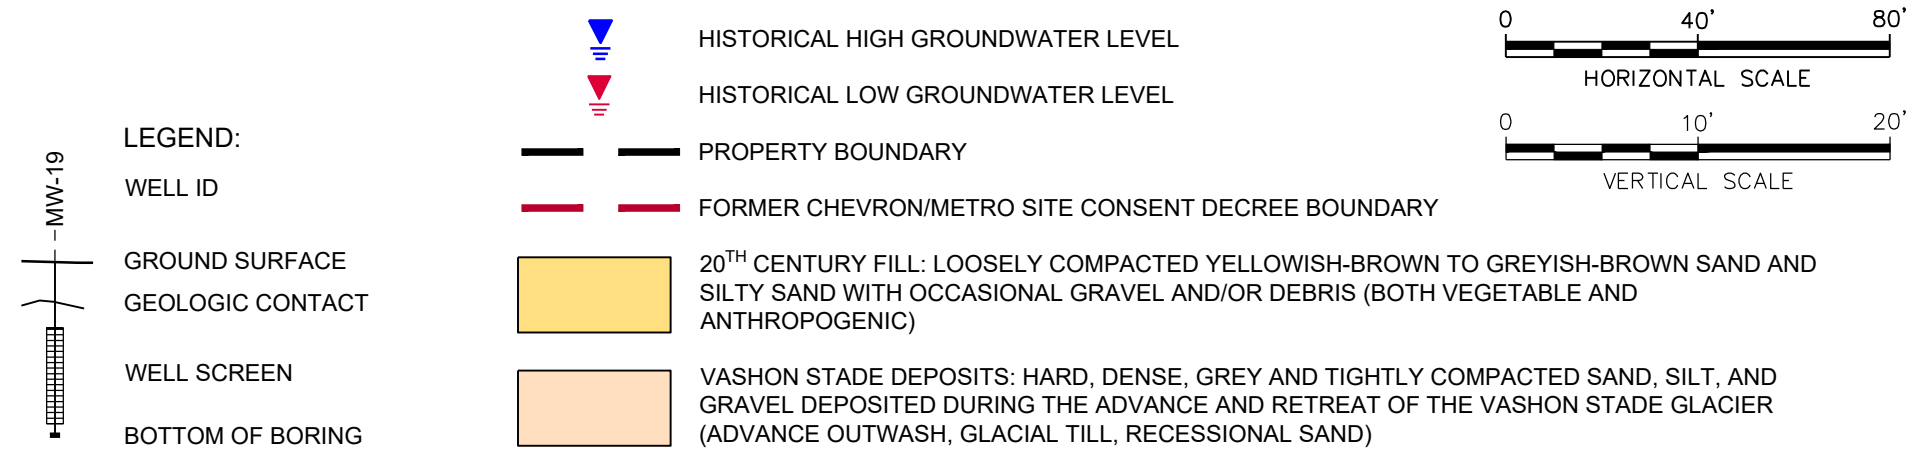 LEGEND:
-MW-19
WELL ID
GROUND SURFACE
GEOLOGIC CONTACT
WELL SCREEN
BOTTOM OF BORING
HISTORICAL HIGH GROUNDWATER LEVEL
HISTORICAL LOW GROUNDWATER LEVEL
PROPERTY BOUNDARY
FORMER CHEVRON/METRO SITE CONSENT DECREE BOUNDARY
20TH CENTURY FILL: LOOSELY COMPACTED YELLOWISH-BROWN TO GREYISH-BROWN SAND AND
SILTY SAND WITH OCCASIONAL GRAVEL AND/OR DEBRIS (BOTH VEGETABLE AND
ANTHROPOGENIC)
VASHON STADE DEPOSITS: HARD, DENSE, GREY AND TIGHTLY COMPACTED SAND, SILT, AND
GRAVEL DEPOSITED DURING THE ADVANCE AND RETREAT OF THE VASHON STADE GLACIER
(ADVANCE OUTWASH, GLACIAL TILL, RECESSIONAL SAND)
0 40' 80'
HORIZONTAL SCALE
0 10' 20'
VERTICAL SCALE